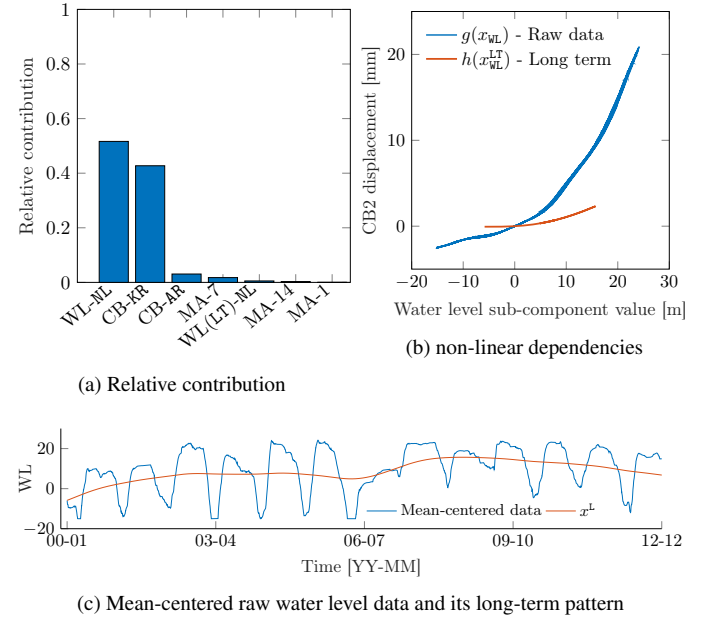 Relative contribution
1
0.8
0.6
0.4
0.2
0
WL-NL
CB-KR
CB-AR
MA-7
WL(LT)-NL
MA-14
MA-1
(a) Relative contribution
CB2 displacement [mm]
20
10
0
g(x_WL) - Raw data
h(x_WL^LT) - Long term
−20 −10 0 10 20 30
Water level sub-component value [m]
(b) non-linear dependencies
WL
20
0
−20
Mean-centered data x^L
00-01 03-04 06-07 09-10 12-12
Time [YY-MM]
(c) Mean-centered raw water level data and its long-term pattern